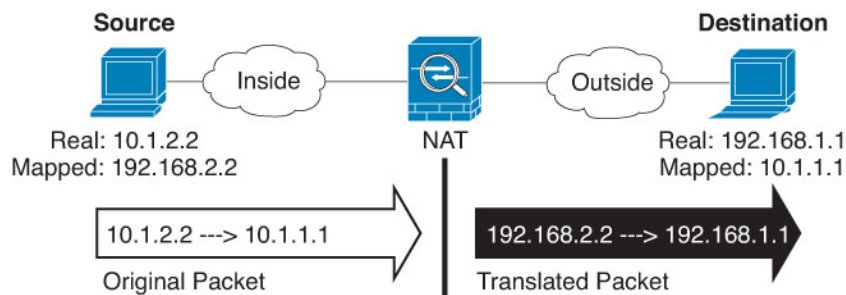 Source
Destination
Inside
Outside
Real: 10.1.2.2
Mapped: 192.168.2.2
NAT
Real: 192.168.1.1
Mapped: 10.1.1.1
10.1.2.2 ---> 10.1.1.1
192.168.2.2 ---> 192.168.1.1
Original Packet
Translated Packet